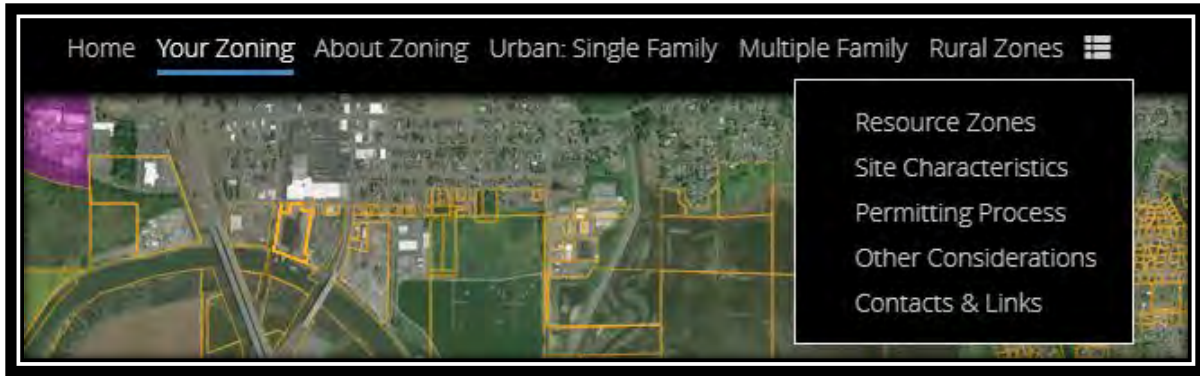 Home Your Zoning About Zoning Urban: Single Family Multiple Family Rural Zones
Resource Zones
Site Characteristics
Permitting Process
Other Considerations
Contacts & Links